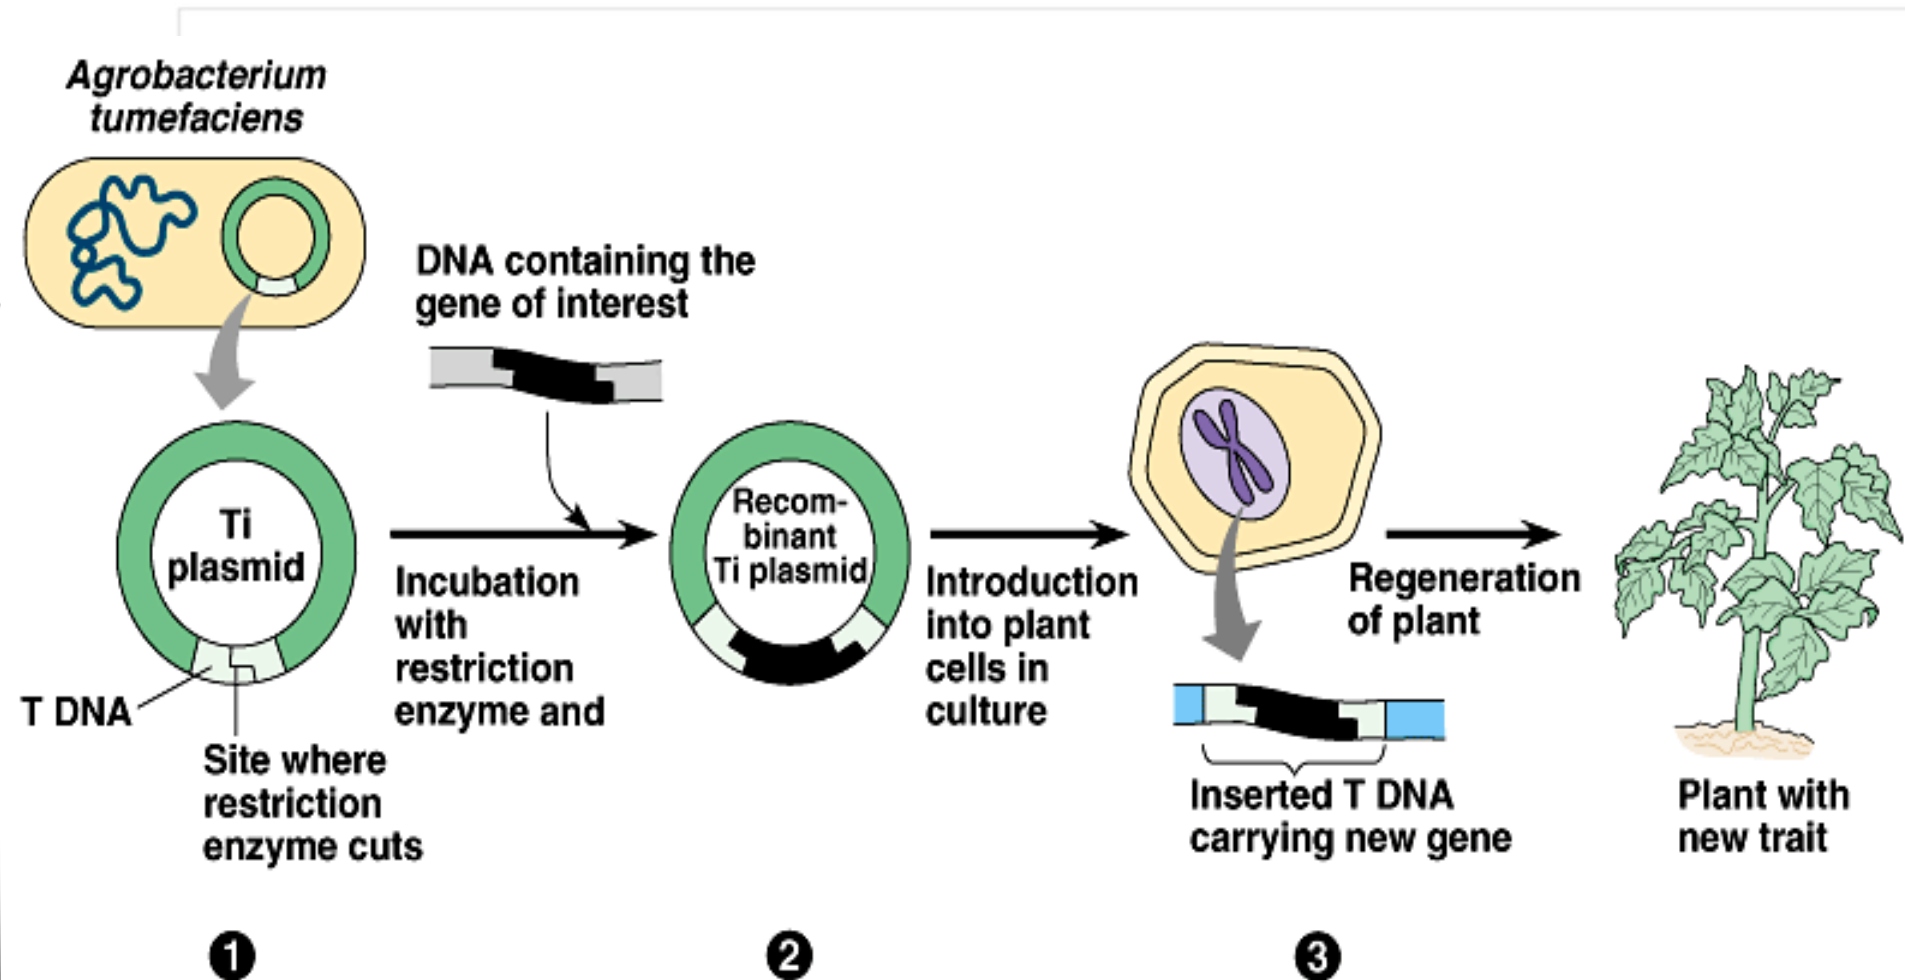 Agrobacterium
tumefaciens
DNA containing the
gene of interest
Ti
plasmid
Recom-
binant
Ti plasmid
Incubation
with
restriction
enzyme and
Introduction
into plant
cells in
culture
Regeneration
of plant
T DNA
Site where
restriction
enzyme cuts
Inserted T DNA
carrying new gene
Plant with
new trait
1
2
3